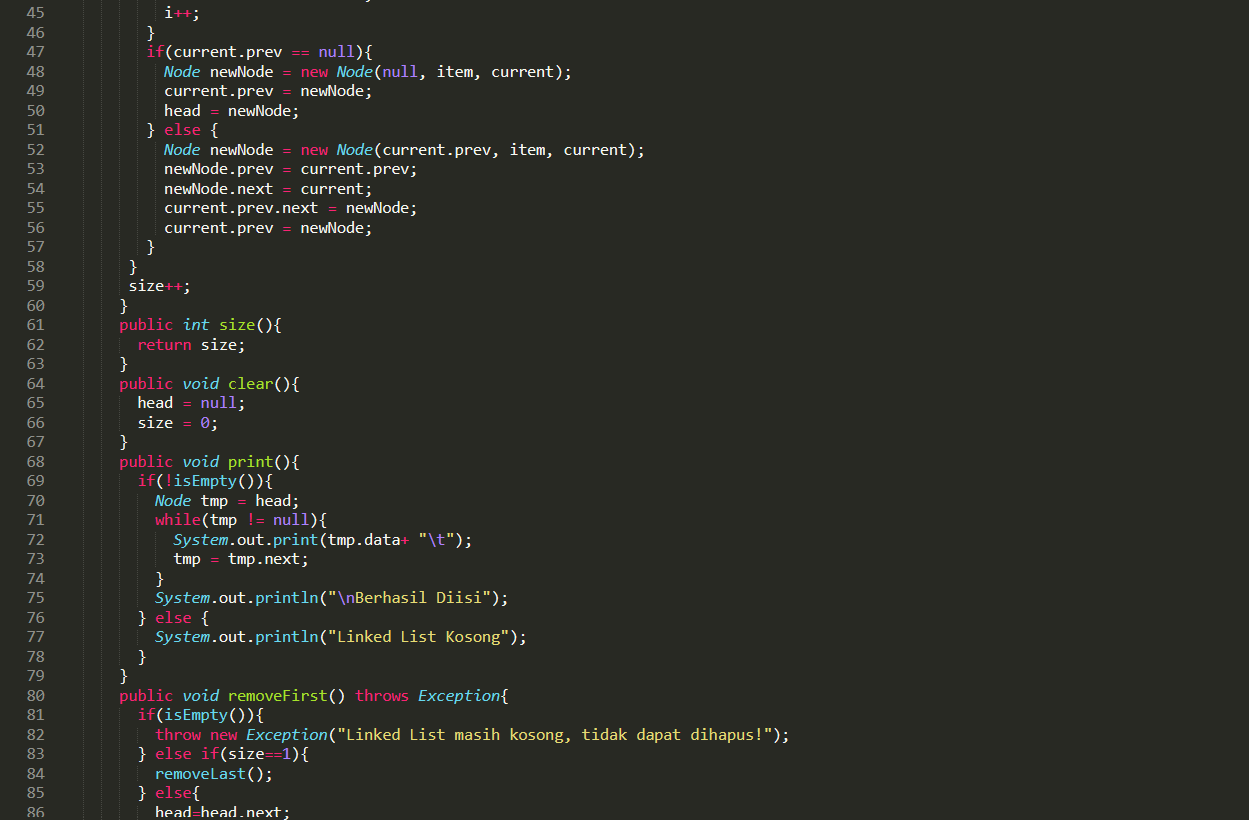 45 i++;
46 }
47 if(current.prev == null){
48 Node newNode = new Node(null, item, current);
49 current.prev = newNode;
50 head = newNode;
51 } else {
52 Node newNode = new Node(current.prev, item, current);
53 newNode.prev = current.prev;
54 newNode.next = current;
55 current.prev.next = newNode;
56 current.prev = newNode;
57 }
58 }
59 size++;
60 }
61 public int size(){
62 return size;
63 }
64 public void clear(){
65 head = null;
66 size = 0;
67 }
68 public void print(){
69 if(!isEmpty()){
70 Node tmp = head;
71 while(tmp != null){
72 System.out.print(tmp.data+ "\t");
73 tmp = tmp.next;
74 }
75 System.out.println("\nBerhasil Diisi");
76 } else {
77 System.out.println("Linked List Kosong");
78 }
79 }
80 public void removeFirst() throws Exception{
81 if(isEmpty()){
82 throw new Exception("Linked List masih kosong, tidak dapat dihapus!");
83 } else if(size==1){
84 removeLast();
85 } else{
86 head=head.next;